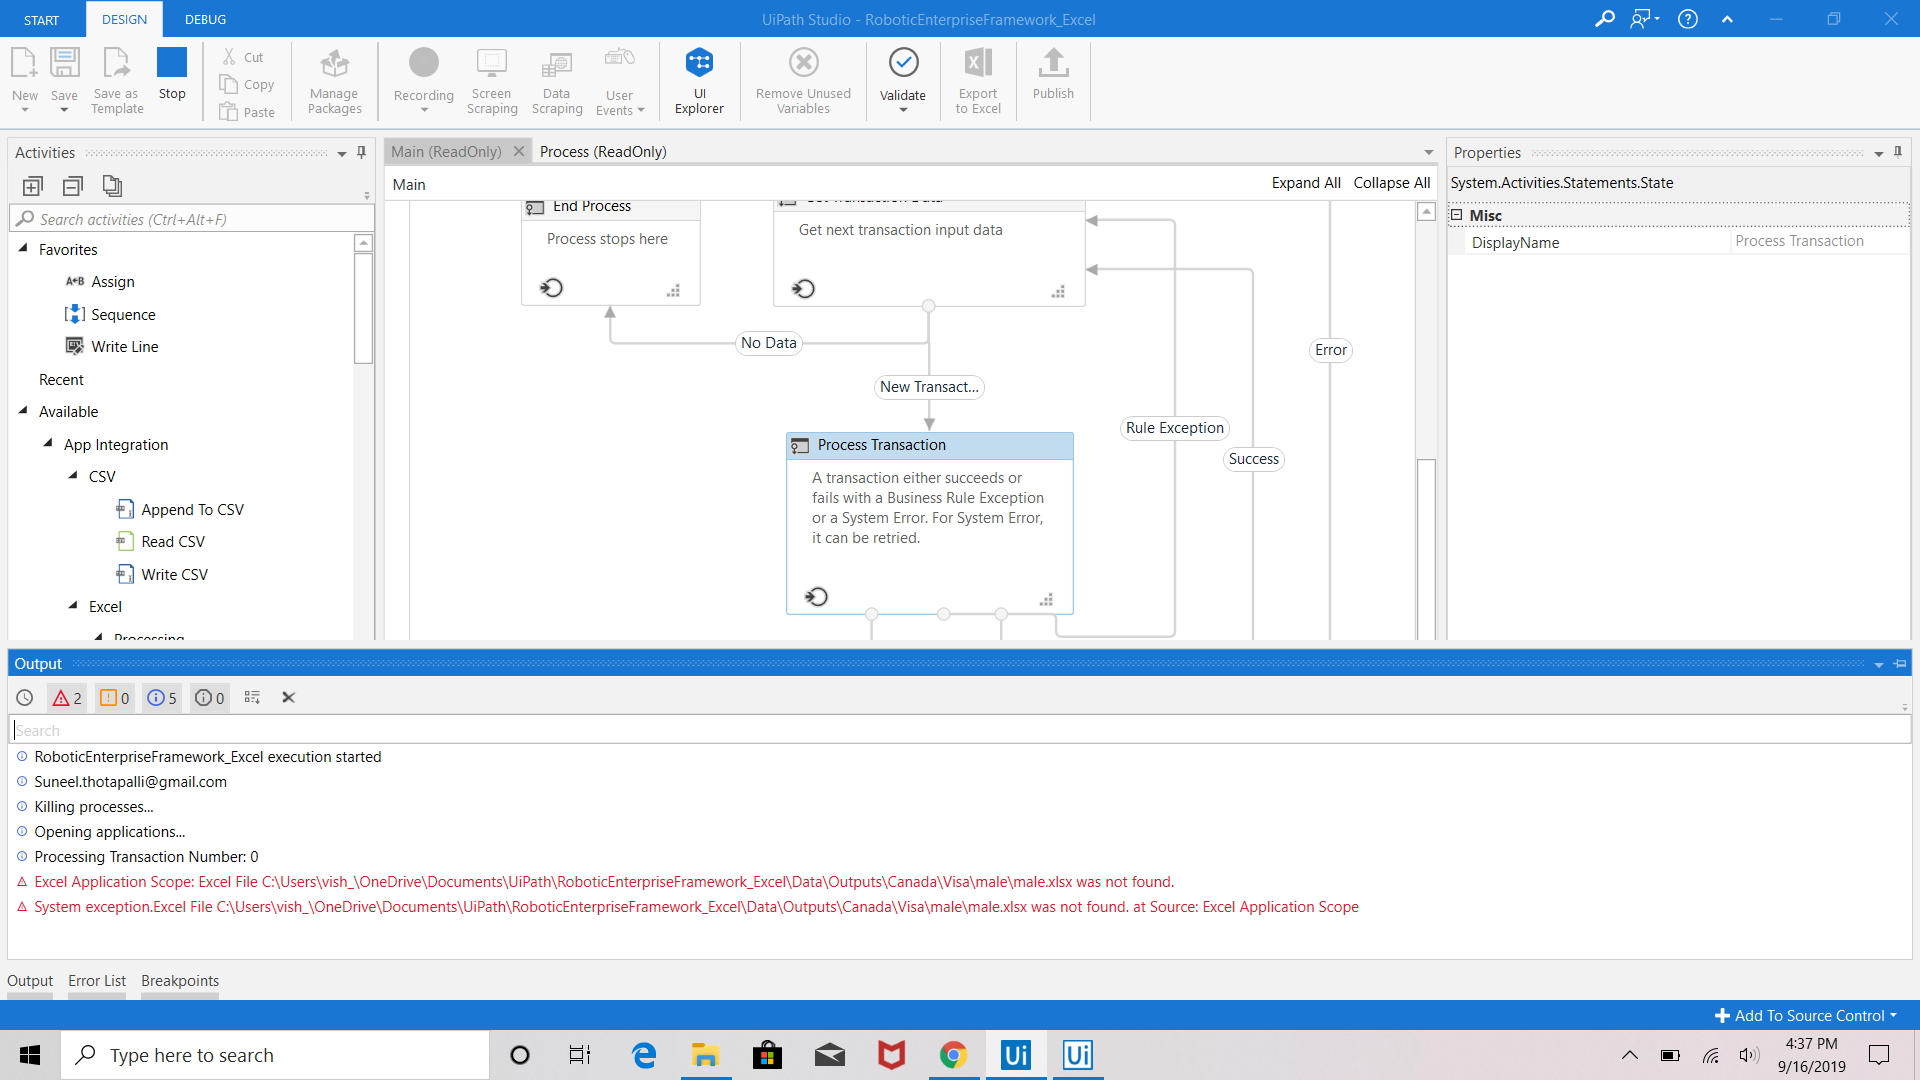 START DESIGN DEBUG
UiPath Studio - RoboticEnterpriseFramework_Excel
New
Save
Save as
Template
Stop
Cut
Copy
Paste
Manage
Packages
Recording
Screen
Scraping
Data
Scraping
User
Events
UI
Explorer
Remove Unused
Variables
Validate
Export
to Excel
Publish
Activities
Search activities (Ctrl+Alt+F)
Favorites
A+B Assign
Sequence
Write Line
Recent
Available
App Integration
CSV
Append To CSV
Read CSV
Write CSV
Excel
Processing
Main (ReadOnly)
Process (ReadOnly)
Main
Expand All Collapse All
End Process
Process stops here
Get Transaction Data
Get next transaction input data
No Data
New Transact...
Error
Rule Exception
Success
Process Transaction
A transaction either succeeds or
fails with a Business Rule Exception
or a System Error. For System Error,
it can be retried.
Properties
System.Activities.Statements.State
Misc
DisplayName Process Transaction
Output
2 0 5 0
Search
RoboticEnterpriseFramework_Excel execution started
Suneel.thotapalli@gmail.com
Killing processes...
Opening applications...
Processing Transaction Number: 0
Excel Application Scope: Excel File C:\Users\vish_\OneDrive\Documents\UiPath\RoboticEnterpriseFramework_Excel\Data\Outputs\Canada\Visa\male\male.xlsx was not found.
System exception.Excel File C:\Users\vish_\OneDrive\Documents\UiPath\RoboticEnterpriseFramework_Excel\Data\Outputs\Canada\Visa\male\male.xlsx was not found. at Source: Excel Application Scope
Output Error List Breakpoints
Add To Source Control
Type here to search
Ui
Ui
4:37 PM
9/16/2019